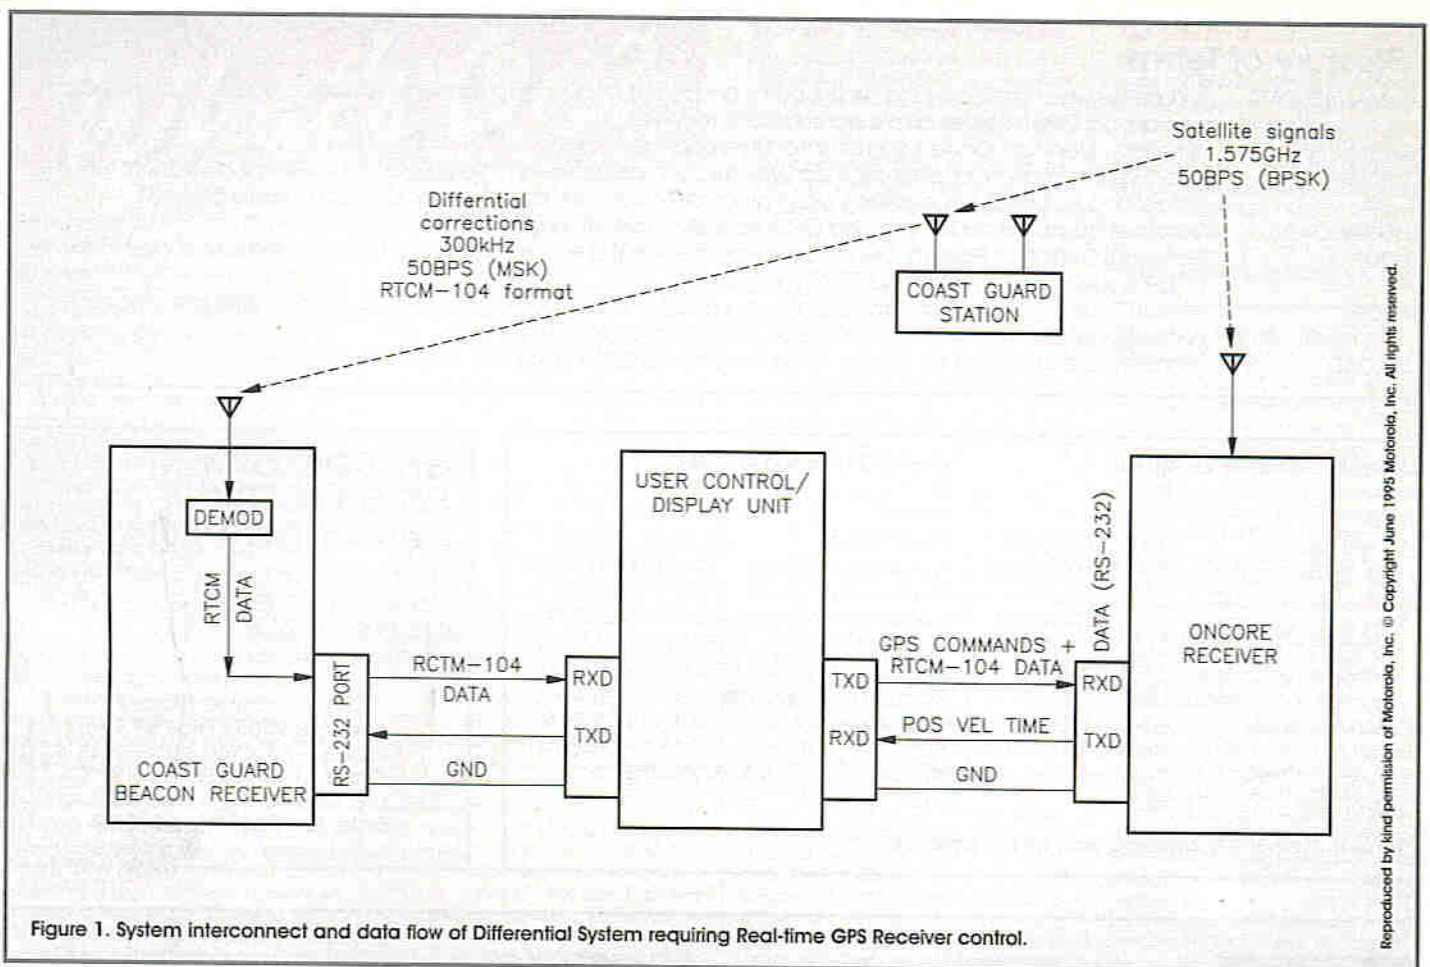 Satellite signals
1.575GHz
50BPS (BPSK)
Differntial
corrections
300kHz
50BPS (MSK)
RTCM-104 format
COAST GUARD
STATION
DEMOD
RTCM
DATA
RS-232 PORT
COAST GUARD
BEACON RECEIVER
RCTM-104
DATA
GND
RXD
TXD
USER CONTROL/
DISPLAY UNIT
TXD
RXD
GPS COMMANDS +
RTCM-104 DATA
POS VEL TIME
GND
DATA (RS-232)
RXD
TXD
ONCORE
RECEIVER
Reproduced by kind permission of Motorola, Inc. © Copyright June 1995 Motorola, Inc. All rights reserved.
Figure 1. System interconnect and data flow of Differential System requiring Real-time GPS Receiver control.